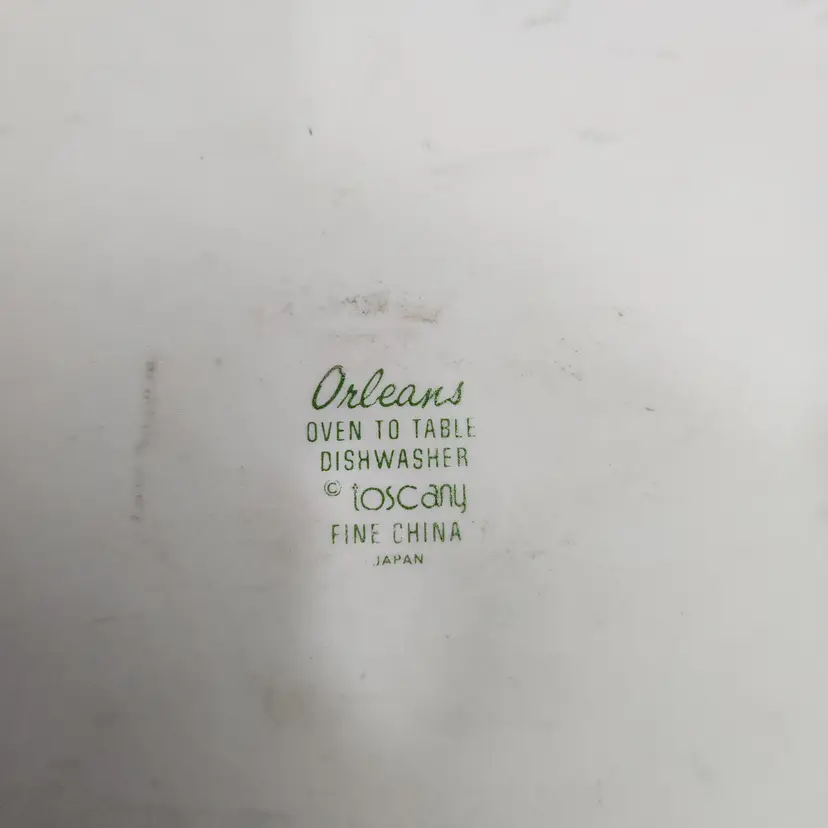 Orleans
OVEN TO TABLE
DISHWASHER
© toscany
FINE CHINA
JAPAN